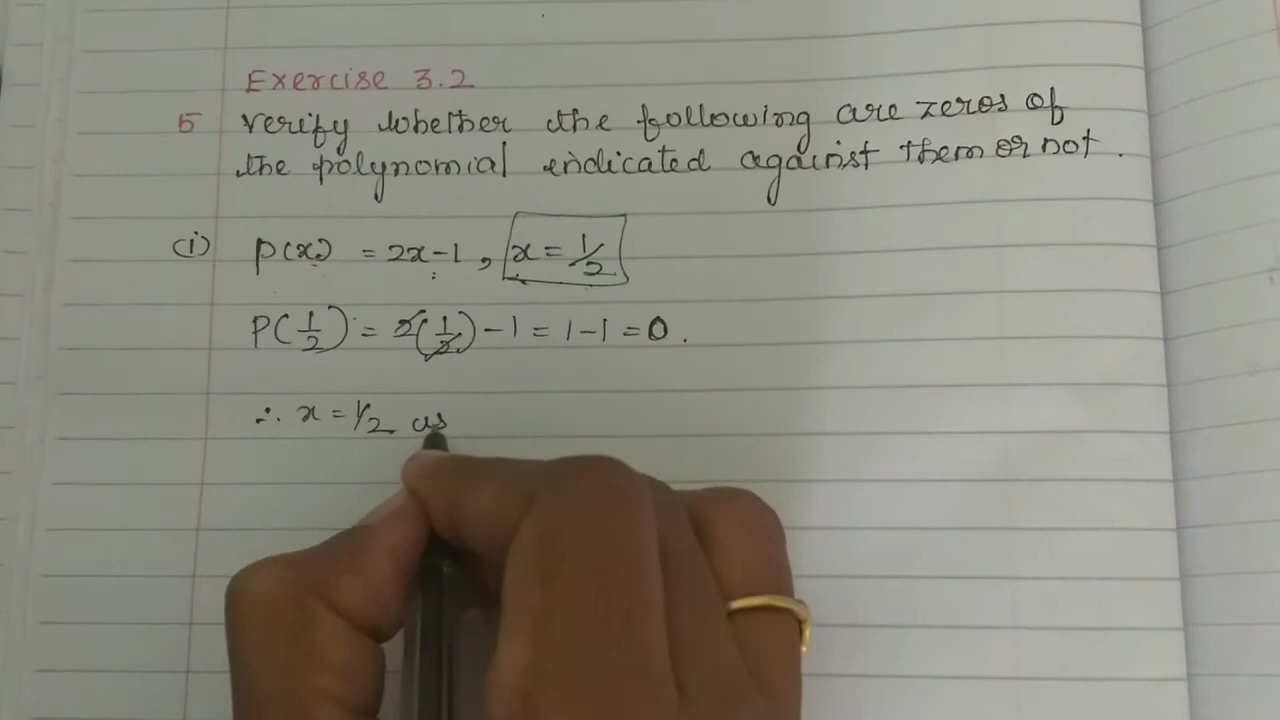 Exercise 3.2
5 verify whether the following are zeros of
the polynomial indicated against them or not.
(i) P(x) = 2x-1, x = 1/2
P(1/2) = 2(1/2) - 1 = 1-1 = 0.
∴ x = 1/2 is